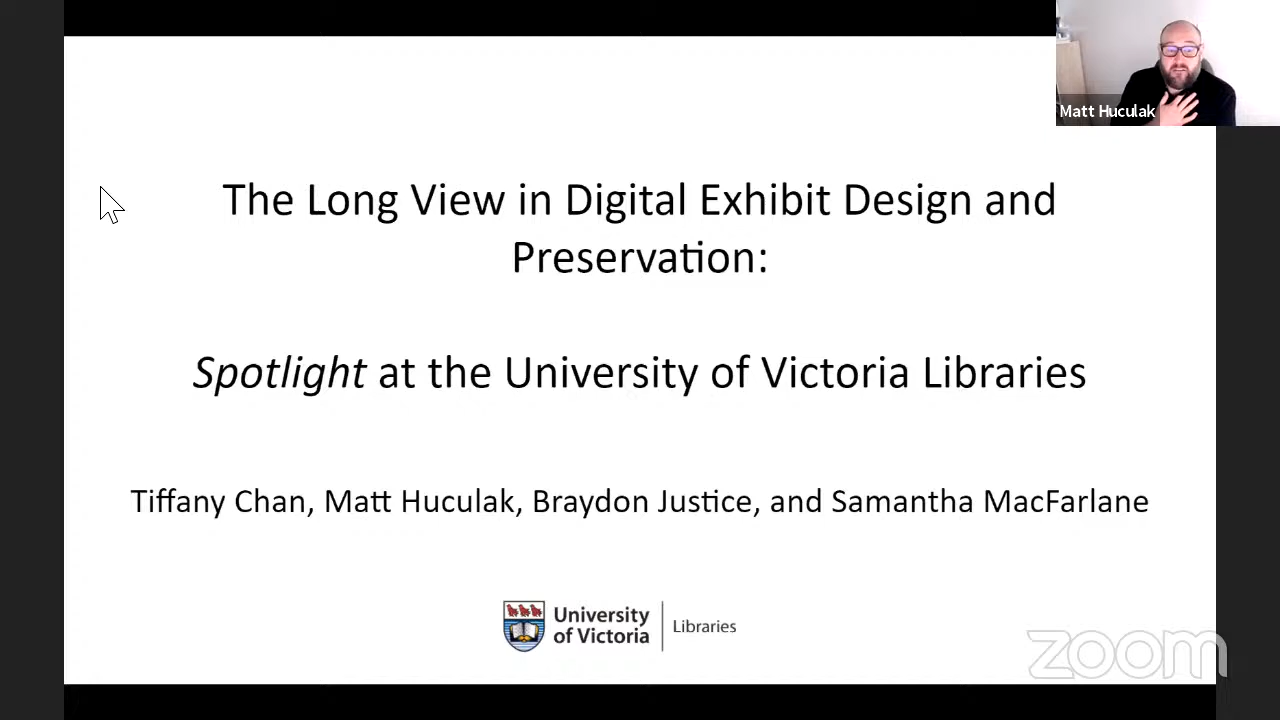 Matt Huculak
The Long View in Digital Exhibit Design and
Preservation:
Spotlight at the University of Victoria Libraries
Tiffany Chan, Matt Huculak, Braydon Justice, and Samantha MacFarlane
University
of Victoria
Libraries
zoom